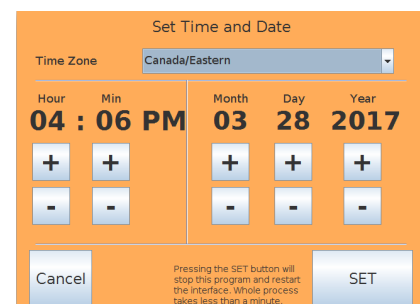 Set Time and Date
Time Zone Canada/Eastern
Hour Min Month Day Year
04 : 06 PM 03 28 2017
+ + + + +
- - - - -
Cancel
Pressing the SET button will
stop this program and restart
the interface. Whole process
takes less than a minute.
SET